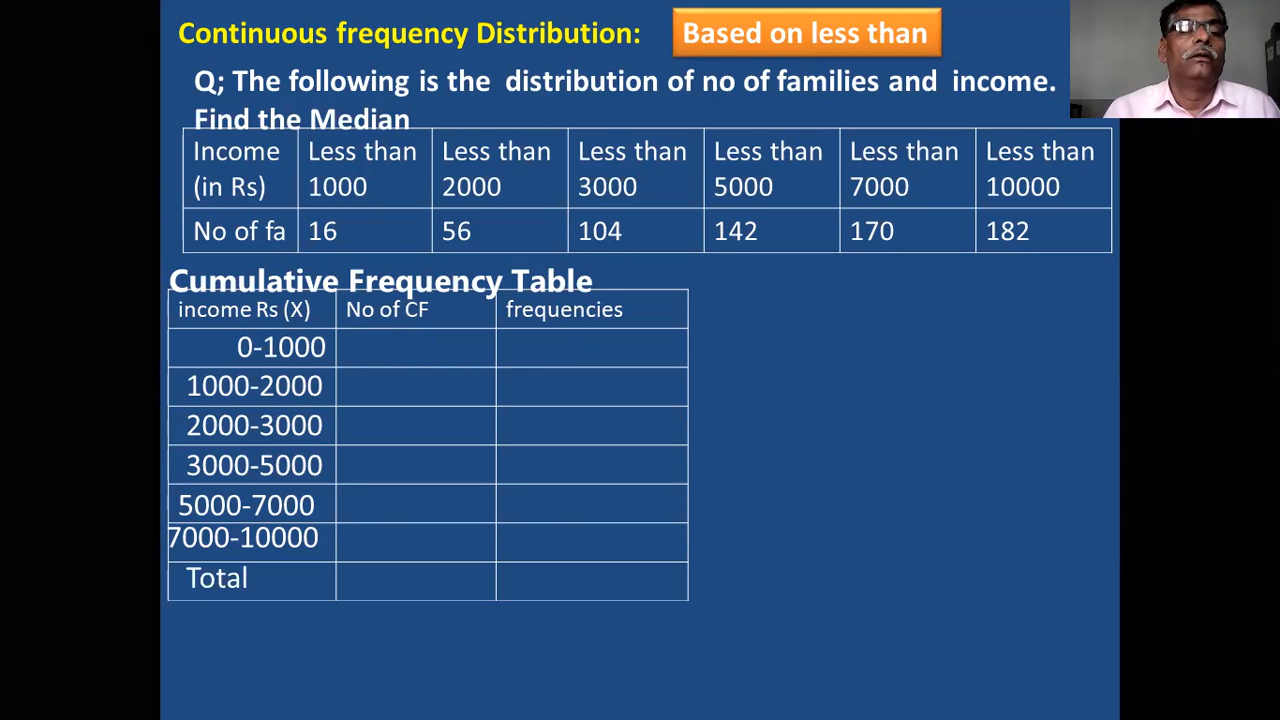 Continuous frequency Distribution: Based on less than
Q; The following is the distribution of no of families and income.
Find the Median
Income (in Rs) Less than 1000 Less than 2000 Less than 3000 Less than 5000 Less than 7000 Less than 10000
No of fa 16 56 104 142 170 182
Cumulative Frequency Table
income Rs (X) No of CF frequencies
0-1000
1000-2000
2000-3000
3000-5000
5000-7000
7000-10000
Total